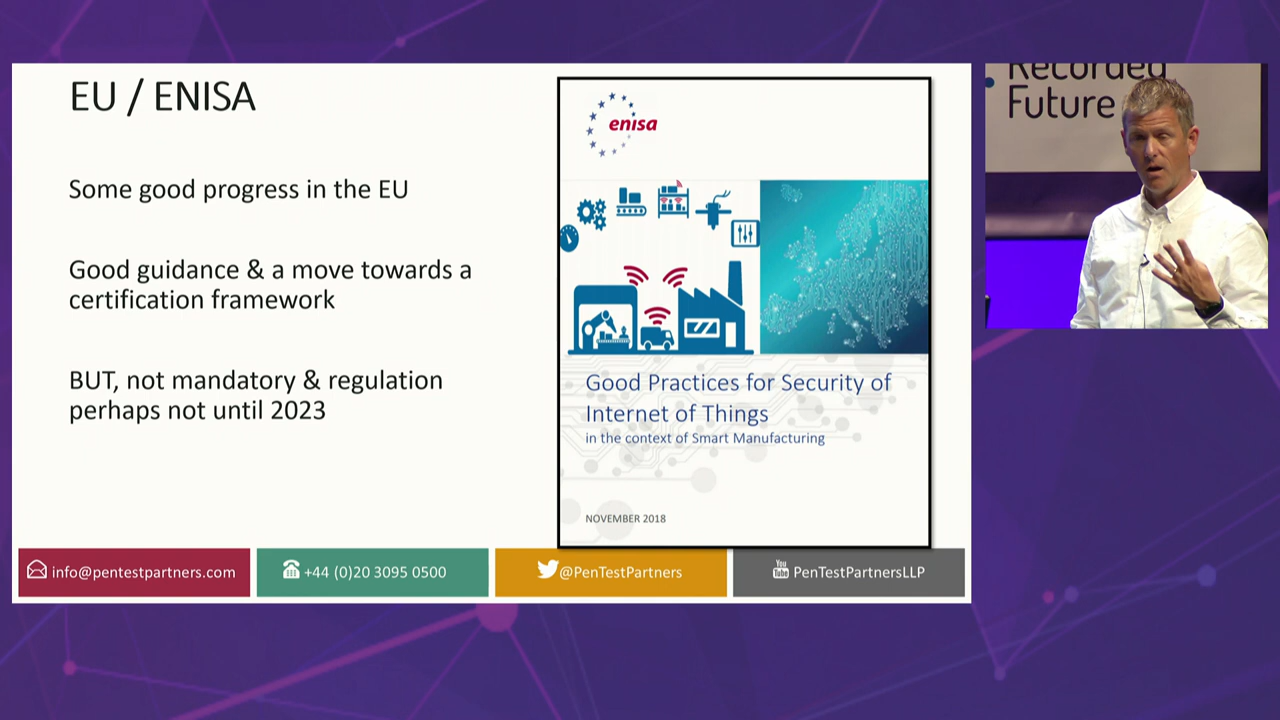 EU / ENISA
Some good progress in the EU
Good guidance & a move towards a
certification framework
BUT, not mandatory & regulation
perhaps not until 2023
enisa
Good Practices for Security of
Internet of Things
in the context of Smart Manufacturing
NOVEMBER 2018
info@pentestpartners.com
+44 (0)20 3095 0500
@PenTestPartners
You
Tube
PenTestPartnersLLP
Recorded
Future